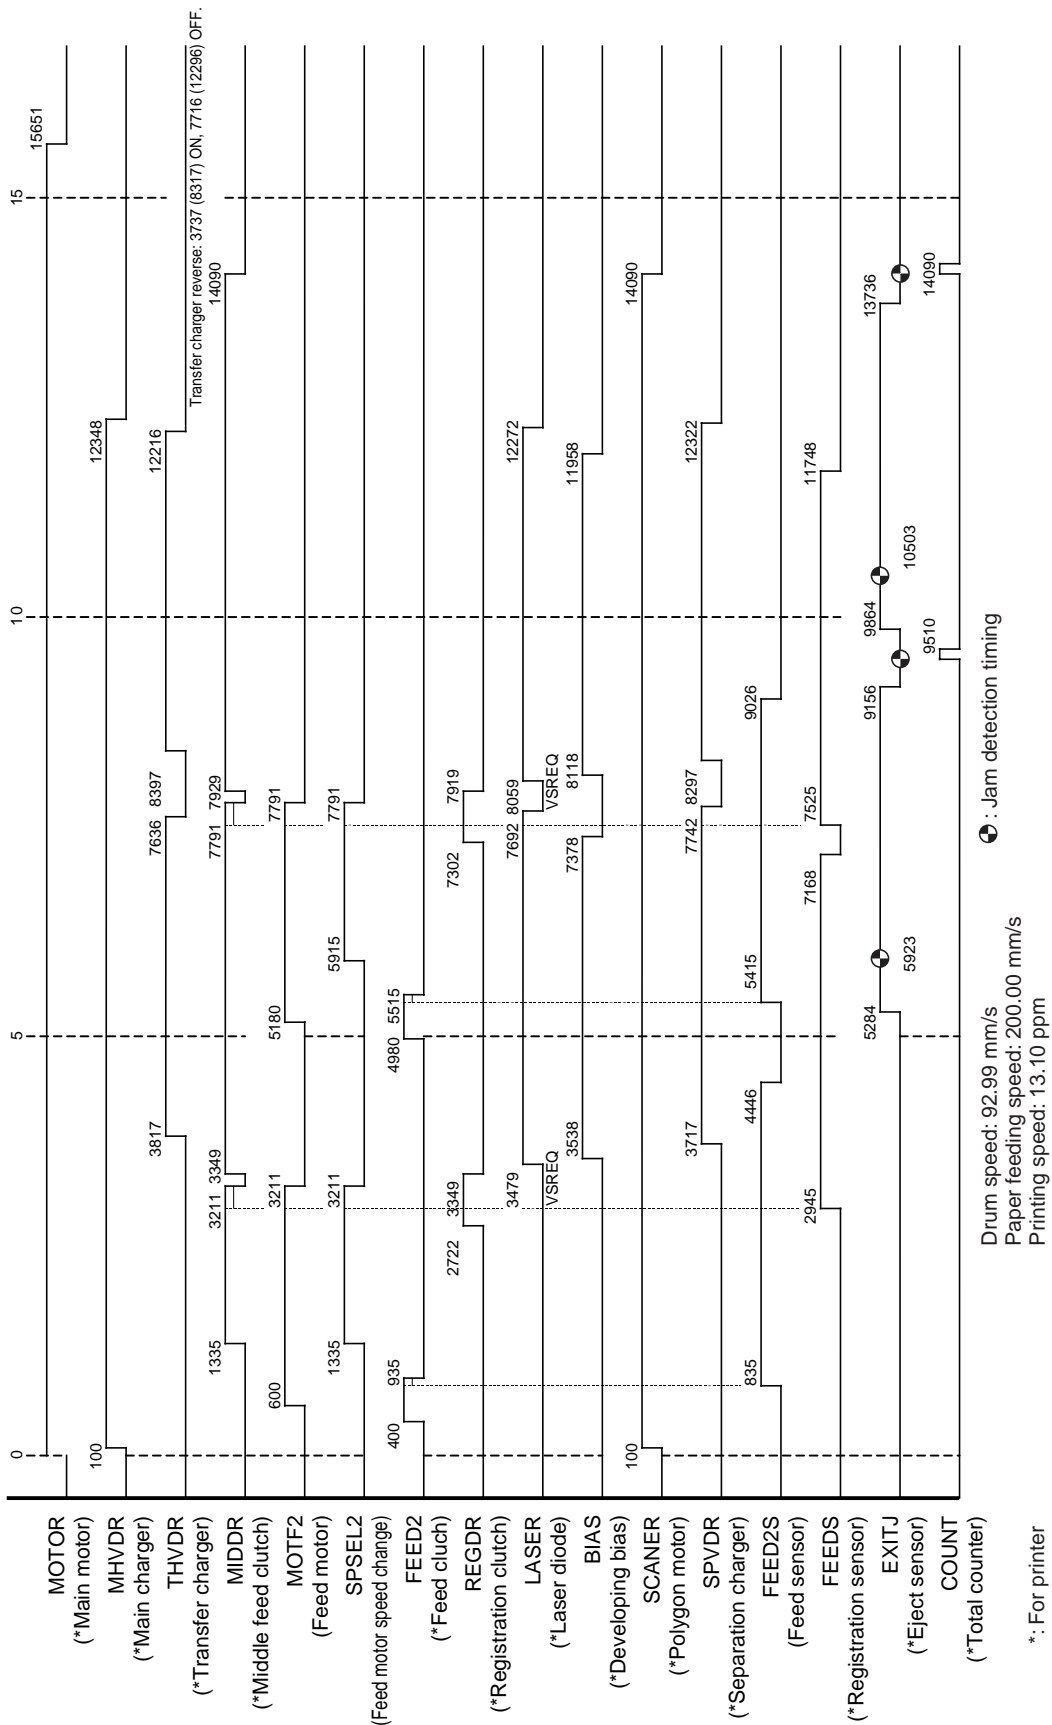 0 5 10 15
MOTOR
(*Main motor)
15651
MHVDR
(*Main charger)
100 12348
THVDR
(*Transfer charger)
3817 7636 8397 12216
Transfer charger reverse: 3737 (8317) ON, 7716 (12296) OFF.
MIDDR
(*Middle feed clutch)
1335 3211 3349 7791 7929 14090
MOTF2
(Feed motor)
600 3211 5180 7791
SPSEL2
(Feed motor speed change)
1335 3211 5915 7791
FEED2
(*Feed cluch)
400 935 4980 5515
REGDR
(*Registration clutch)
2722 3349 7302 7919
LASER
(*Laser diode)
3479 7692 8059 12272
VSREQ VSREQ
BIAS
(*Developing bias)
3538 7378 8118 11958
SCANER
(*Polygon motor)
100 14090
SPVDR
(*Separation charger)
3717 7742 8297 12322
FEED2S
(Feed sensor)
835 4446 5415 9026
FEEDS
(*Registration sensor)
2945 7168 7525 11748
EXITJ
(*Eject sensor)
5284 9156 9864 13736
5923 10503
COUNT
(*Total counter)
9510 14090
: Jam detection timing
Drum speed: 92.99 mm/s
Paper feeding speed: 200.00 mm/s
Printing speed: 13.10 ppm
*: For printer